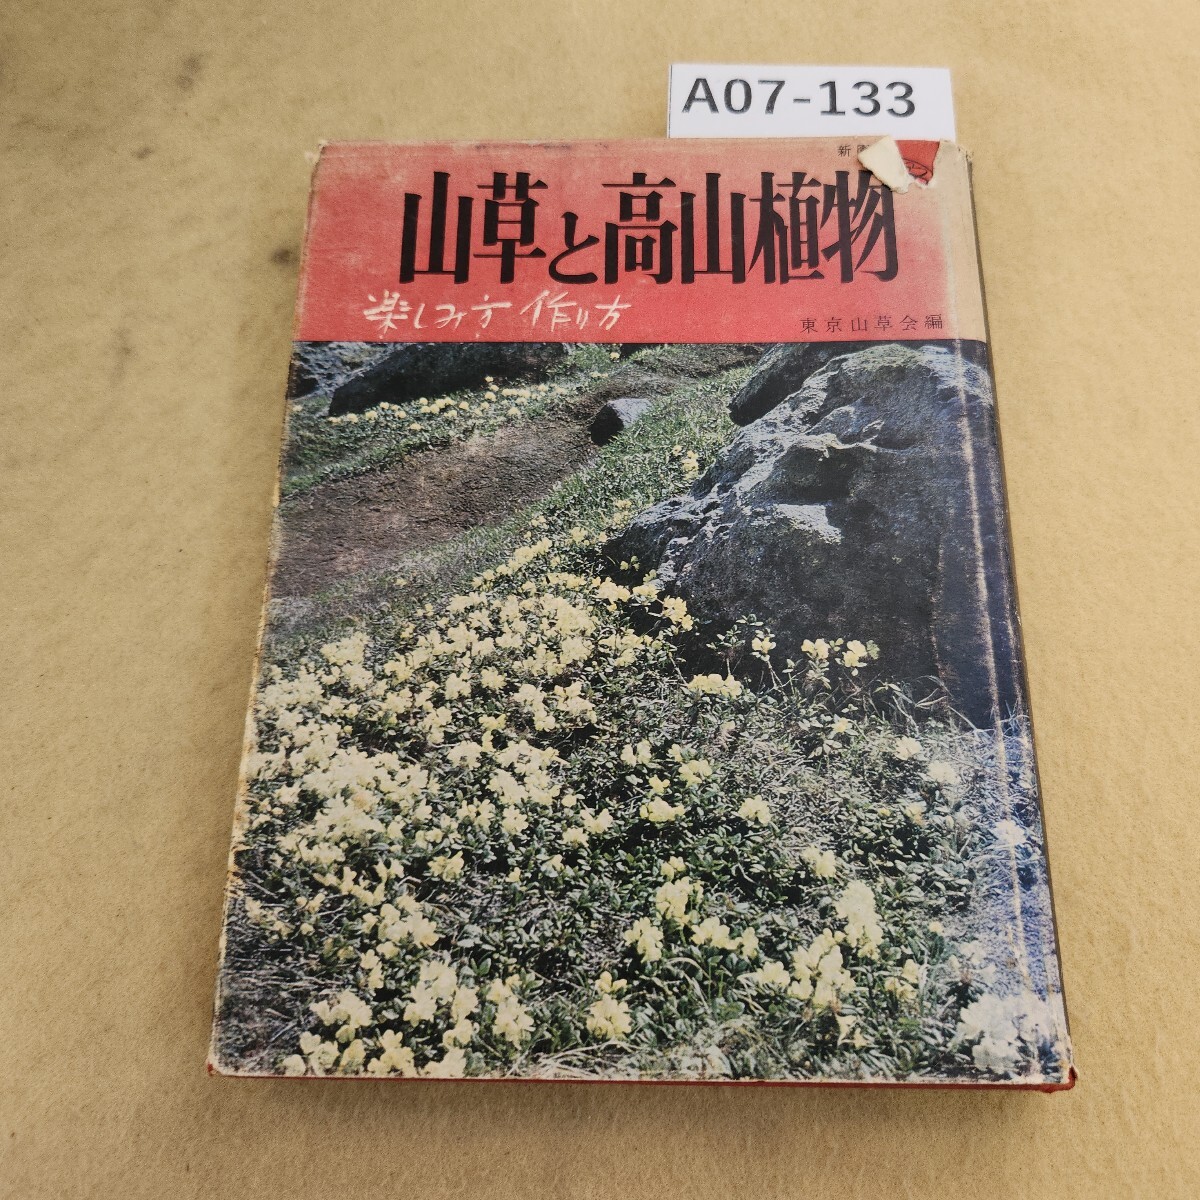 A07-133
山草と高山植物
楽しみ方 作り方
東京山草会編